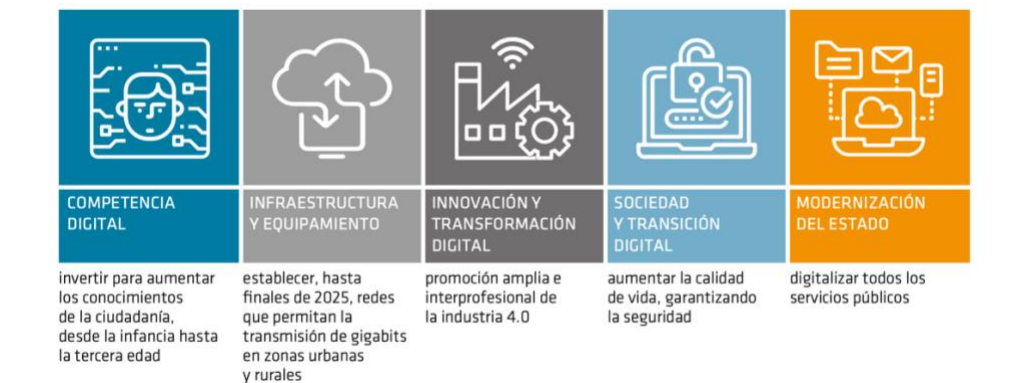 COMPETENCIA
DIGITAL
invertir para aumentar
los conocimientos
de la ciudadanía,
desde la infancia hasta
la tercera edad
INFRAESTRUCTURA
Y EQUIPAMIENTO
establecer, hasta
finales de 2025, redes
que permitan la
transmisión de gigabits
en zonas urbanas
y rurales
INNOVACIÓN Y
TRANSFORMACIÓN
DIGITAL
promoción amplia e
interprofesional de
la industria 4.0
SOCIEDAD
Y TRANSICIÓN
DIGITAL
aumentar la calidad
de vida, garantizando
la seguridad
MODERNIZACIÓN
DEL ESTADO
digitalizar todos los
servicios públicos